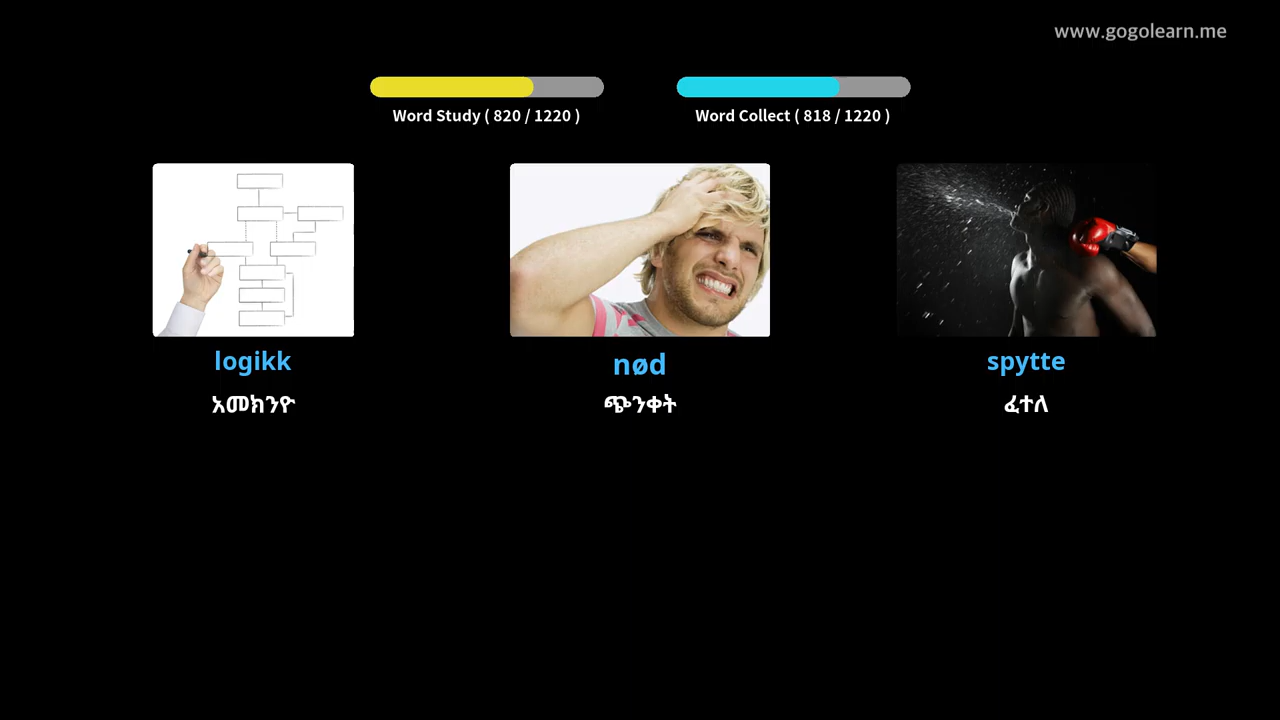 www.gogolearn.me
Word Study ( 820 / 1220 )
Word Collect ( 818 / 1220 )
logikk
nød
spytte
አመክንዮ
ጭንቀት
ፈተለ